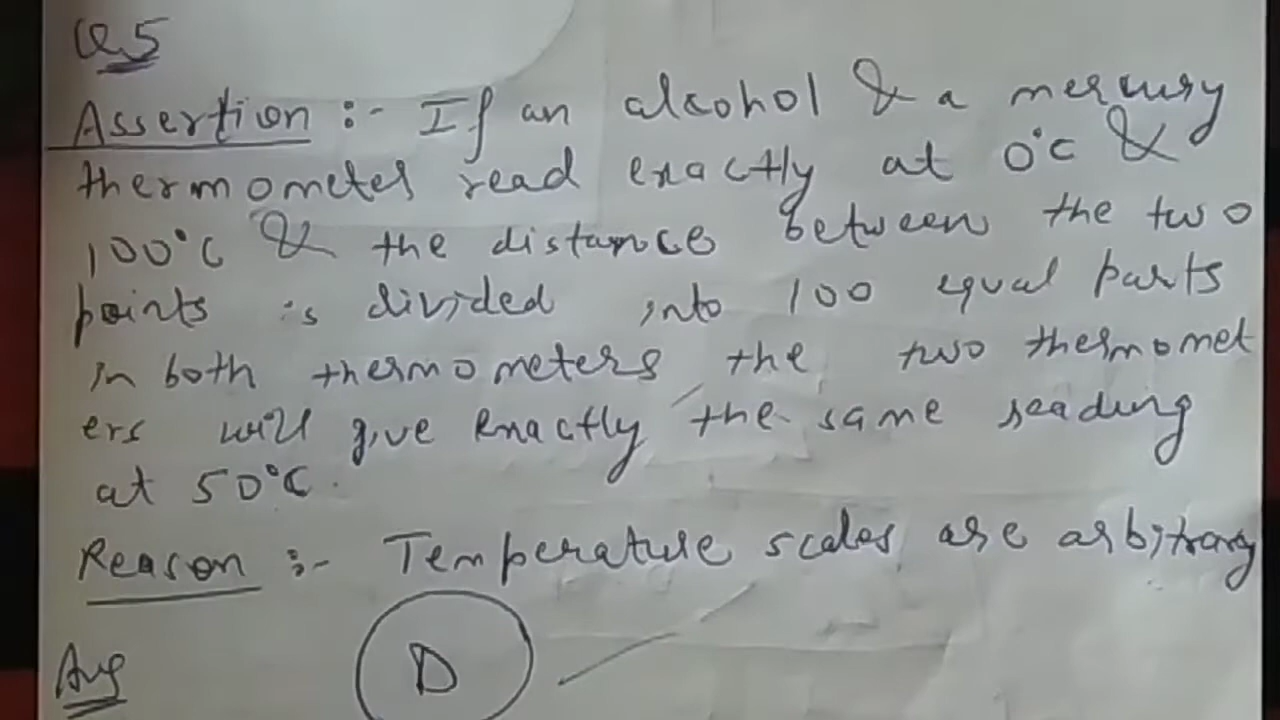 Q5
Assertion :- If an alcohol & a mercury
thermometer read exactly at 0°C &
100°C & the distance between the two
points is divided into 100 equal parts
in both thermometers the two thermomet
ers will give exactly the same reading
at 50°C.
Reason :- Temperature scales are arbitrary
Ans D